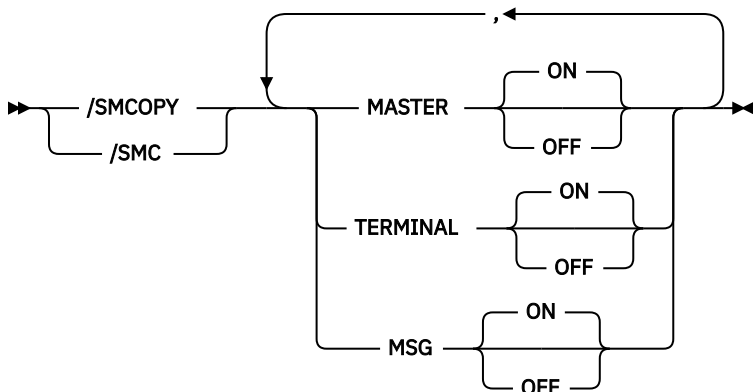 ,
ON
/SMCOPY MASTER
OFF
/SMC
ON
TERMINAL
OFF
ON
MSG
OFF